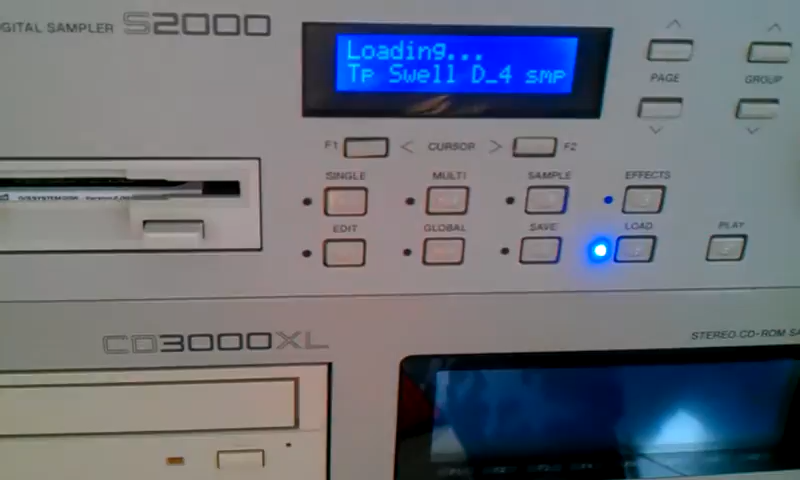 DIGITAL SAMPLER S2000
Loading...
Tp Swell D_4 smp
PAGE
GROUP
F1 < CURSOR > F2
SINGLE MULTI SAMPLE EFFECTS
EDIT GLOBAL SAVE LOAD PLAY
CD3000XL
STEREO CD-ROM SA